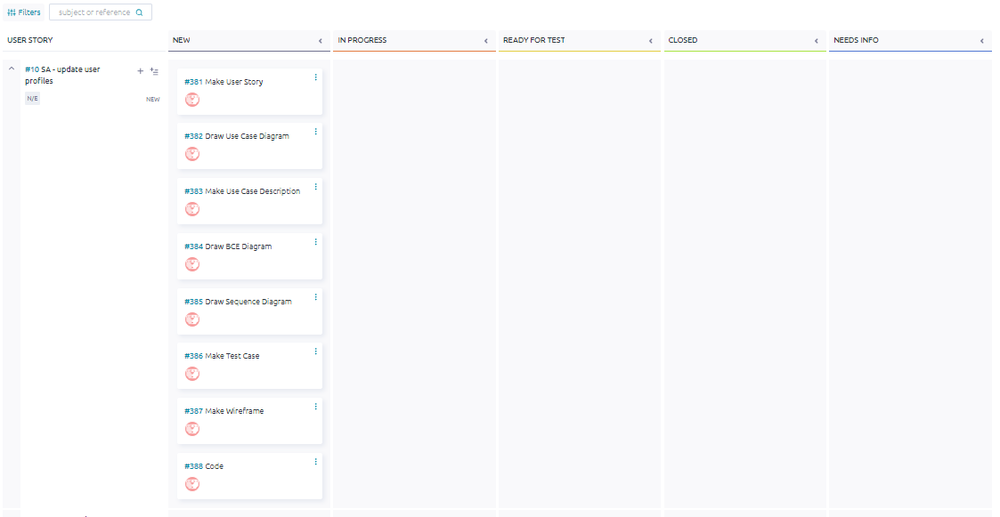 Filters subject or reference
USER STORY NEW IN PROGRESS READY FOR TEST CLOSED NEEDS INFO
#10 SA - update user
profiles
N/E NEW
#381 Make User Story
#382 Draw Use Case Diagram
#383 Make Use Case Description
#384 Draw BCE Diagram
#385 Draw Sequence Diagram
#386 Make Test Case
#387 Make Wireframe
#388 Code